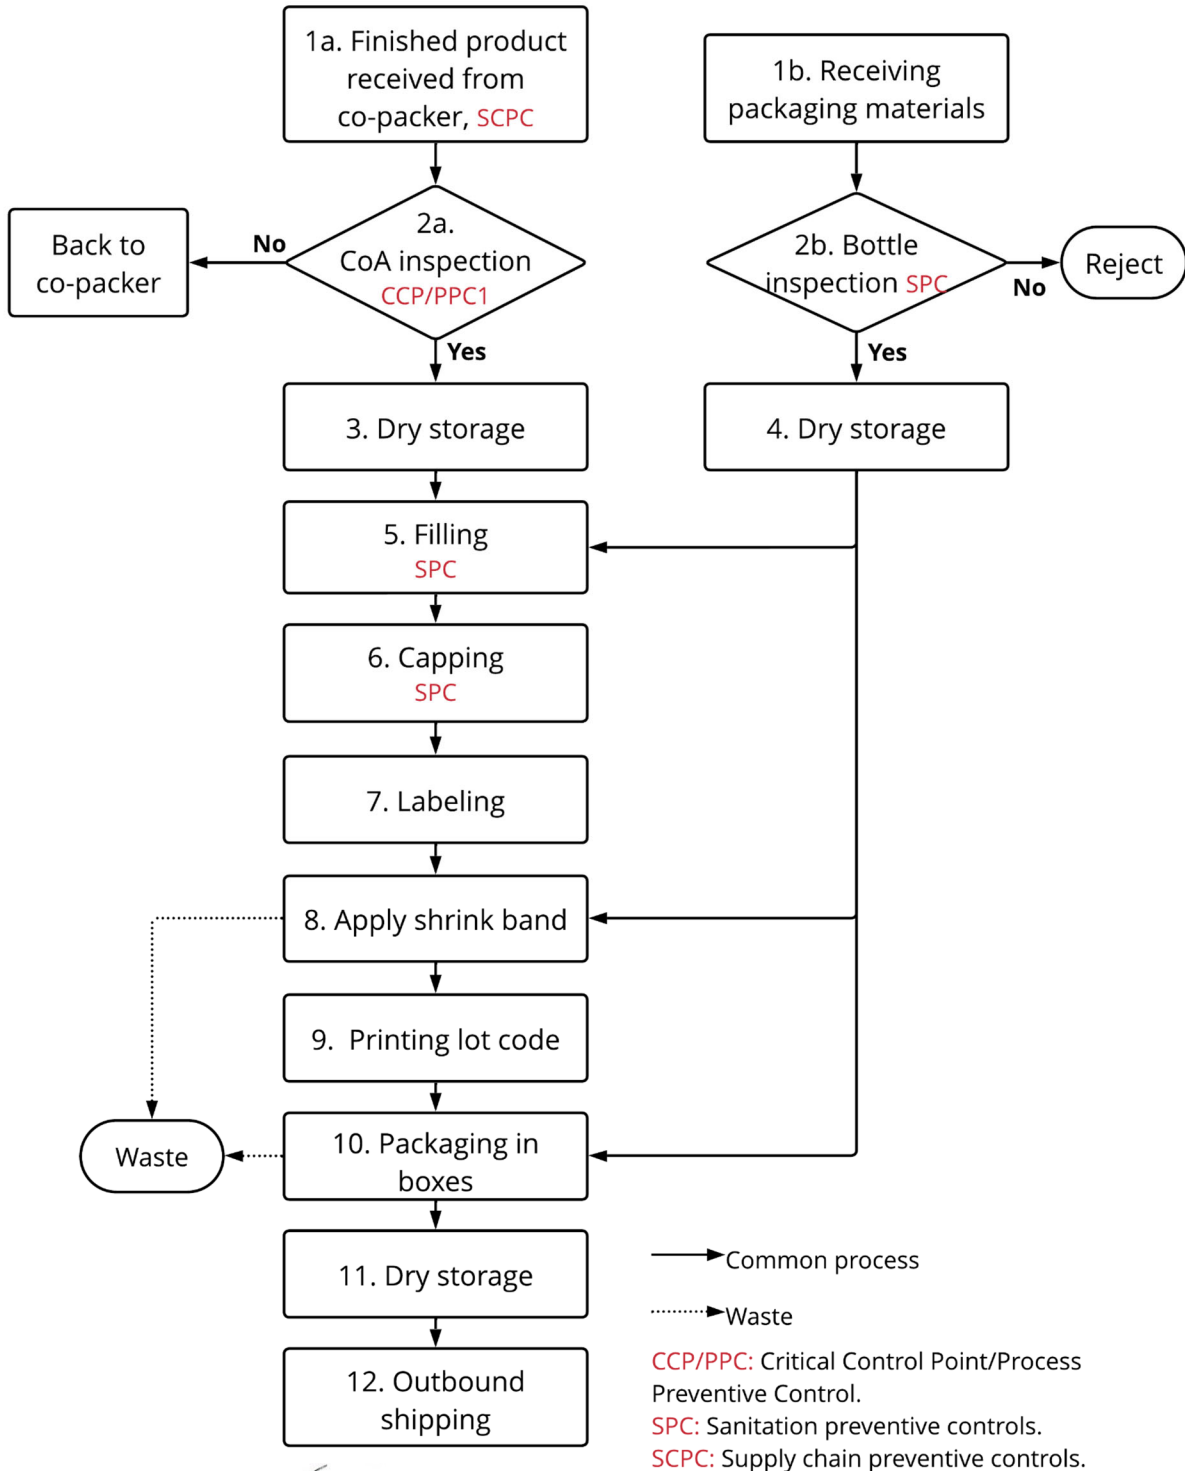 1a. Finished product
received from
co-packer, SCPC
1b. Receiving
packaging materials
Back to
co-packer
No
2a.
CoA inspection
CCP/PPC1
2b. Bottle
inspection SPC
No
Reject
Yes
Yes
3. Dry storage
4. Dry storage
5. Filling
SPC
6. Capping
SPC
7. Labeling
8. Apply shrink band
9. Printing lot code
Waste
10. Packaging in
boxes
11. Dry storage
12. Outbound
shipping
Common process
Waste
CCP/PPC: Critical Control Point/Process
Preventive Control.
SPC: Sanitation preventive controls.
SCPC: Supply chain preventive controls.